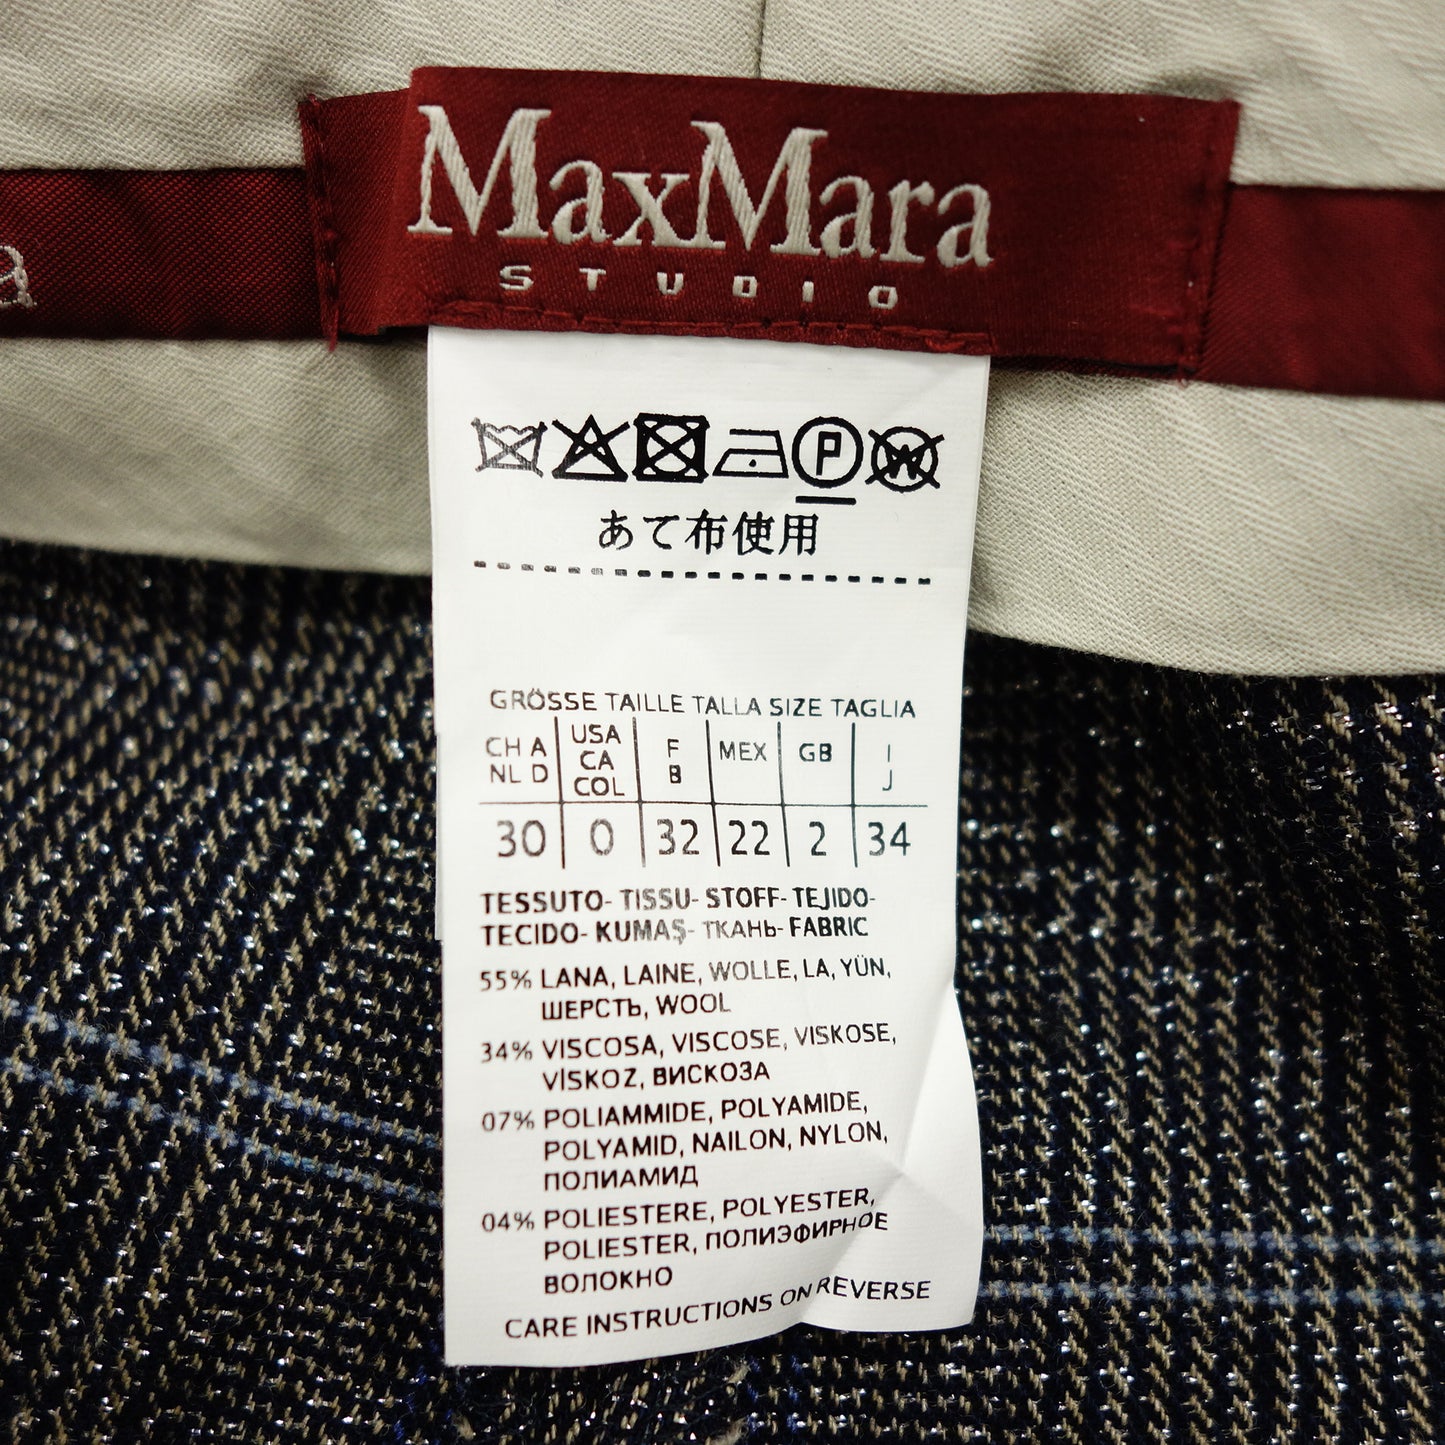 MaxMara
STUDIO
a
P
W
あて布使用
GRÖSSE TAILLE TALLA SIZE TAGLIA
CH A NL D USA CA COL F B MEX GB I J
30 0 32 22 2 34
TESSUTO- TISSU- STOFF- TEJIDO-
TECIDO- KUMAŞ- ТКАНЬ- FABRIC
55% LANA, LAINE, WOLLE, LA, YÜN,
ШЕРСТЬ, WOOL
34% VISCOSA, VISCOSE, VISKOSE,
VİSKOZ, ВИСКОЗА
07% POLIAMMIDE, POLYAMIDE,
POLYAMID, NAILON, NYLON,
ПОЛИАМИД
04% POLIESTERE, POLYESTER,
POLIESTER, ПОЛИЭФИРНОЕ
ВОЛОКНО
CARE INSTRUCTIONS ON REVERSE